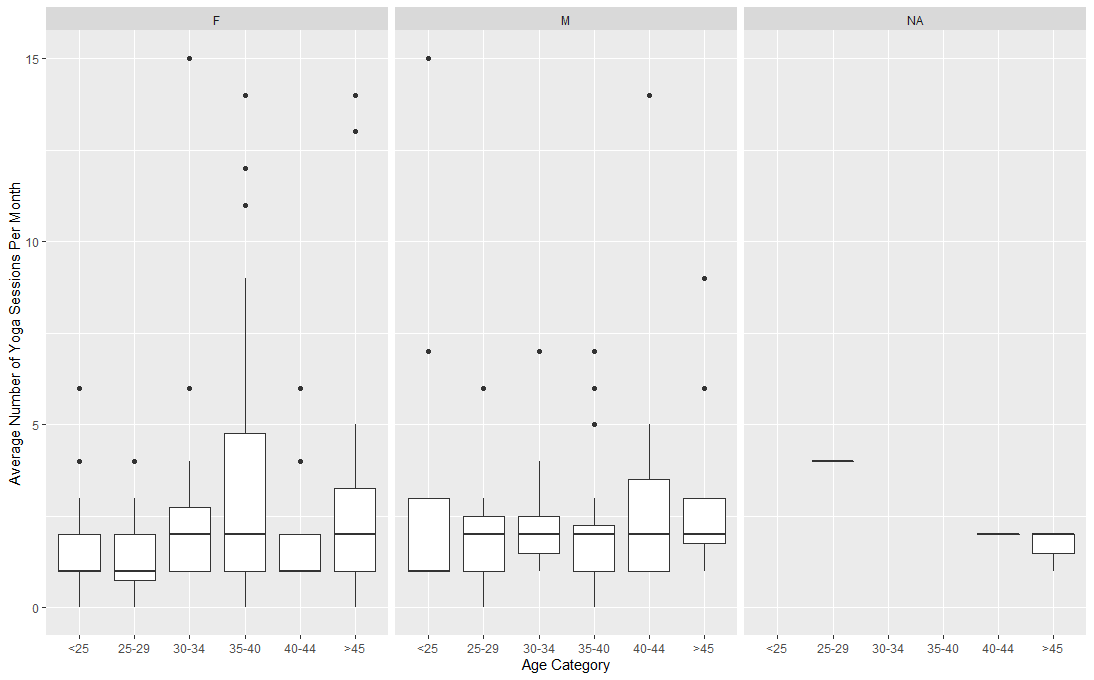 F M NA
Average Number of Yoga Sessions Per Month
15
10
5
0
<25 25-29 30-34 35-40 40-44 >45 <25 25-29 30-34 35-40 40-44 >45 <25 25-29 30-34 35-40 40-44 >45
Age Category